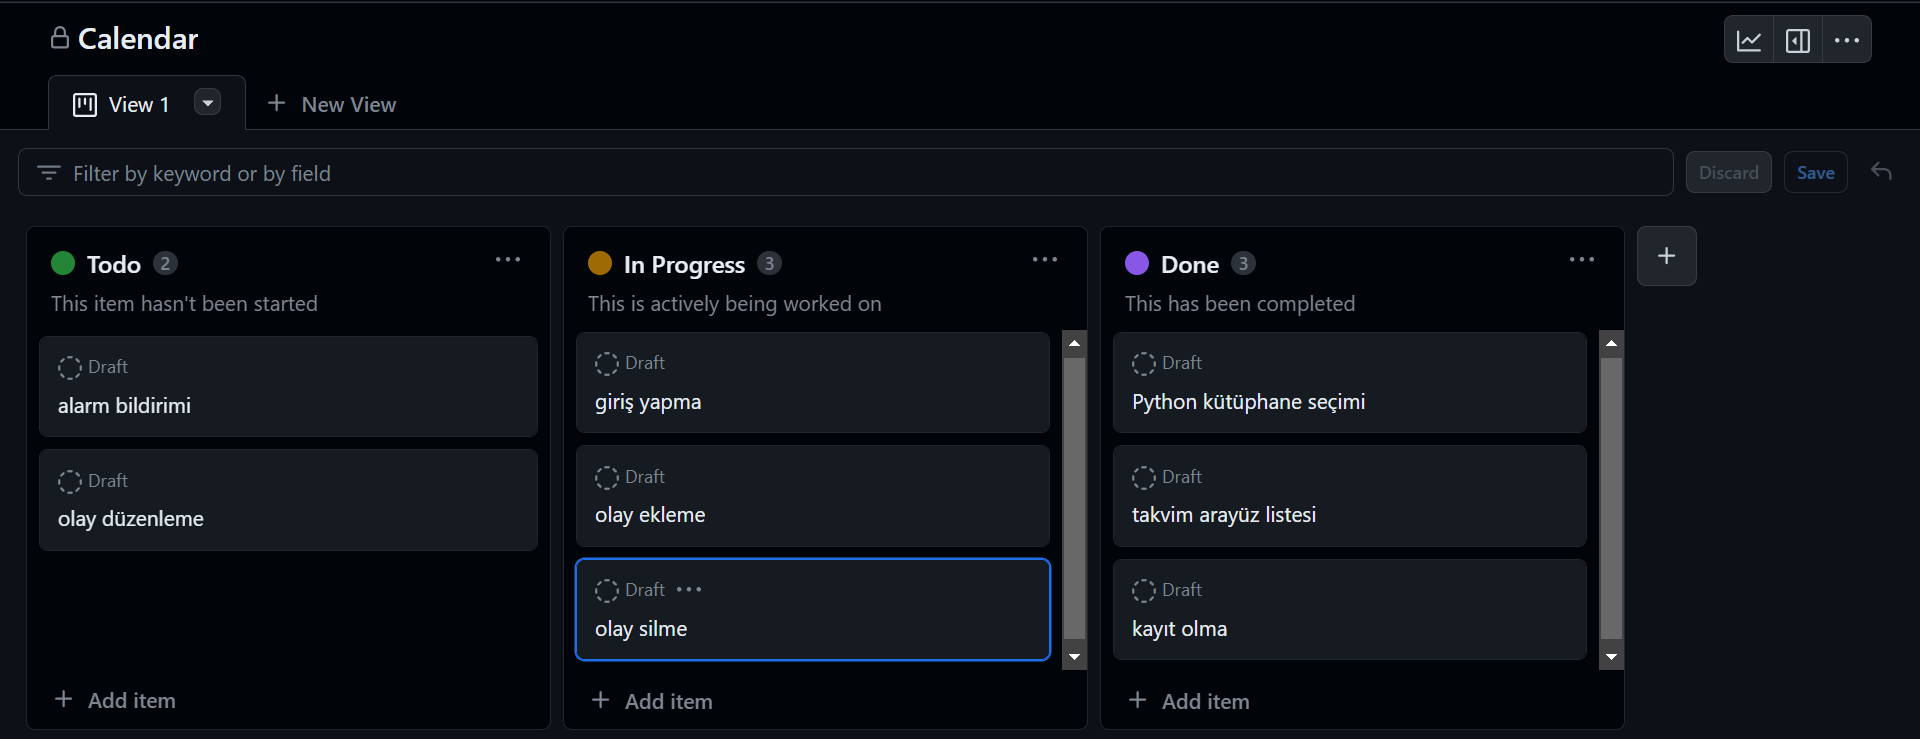 Calendar
View 1
New View
Filter by keyword or by field
Discard
Save
Todo 2
This item hasn't been started
Draft
alarm bildirimi
Draft
olay düzenleme
Add item
In Progress 3
This is actively being worked on
Draft
giriş yapma
Draft
olay ekleme
Draft
olay silme
Add item
Done 3
This has been completed
Draft
Python kütüphane seçimi
Draft
takvim arayüz listesi
Draft
kayıt olma
Add item